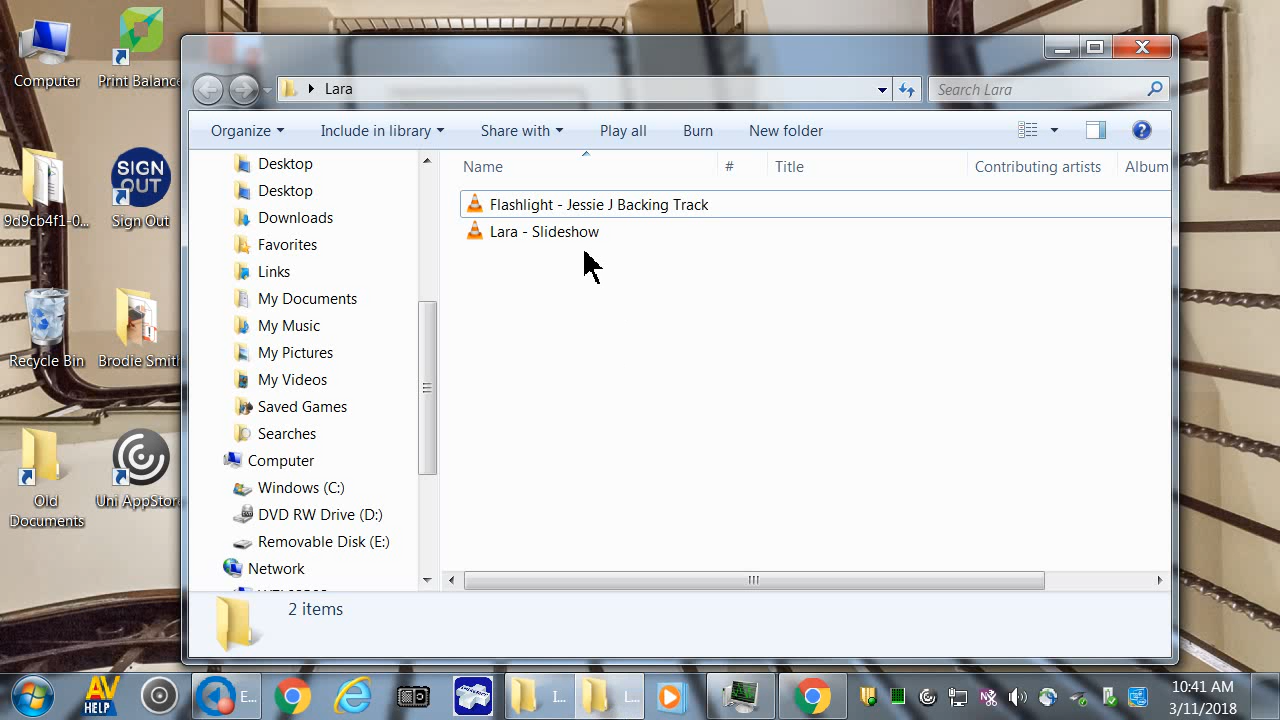 Computer
Print Balance
9d9cb4f1-0...
SIGN OUT
Sign Out
Recycle Bin
Brodie Smith
Old
Documents
Uni AppStore
Lara
Search Lara
Organize
Include in library
Share with
Play all
Burn
New folder
Desktop
Desktop
Downloads
Favorites
Links
My Documents
My Music
My Pictures
My Videos
Saved Games
Searches
Computer
Windows (C:)
DVD RW Drive (D:)
Removable Disk (E:)
Network
Name
#
Title
Contributing artists
Album
Flashlight - Jessie J Backing Track
Lara - Slideshow
2 items
AV
HELP
E...
I...
L...
10:41 AM
3/11/2018